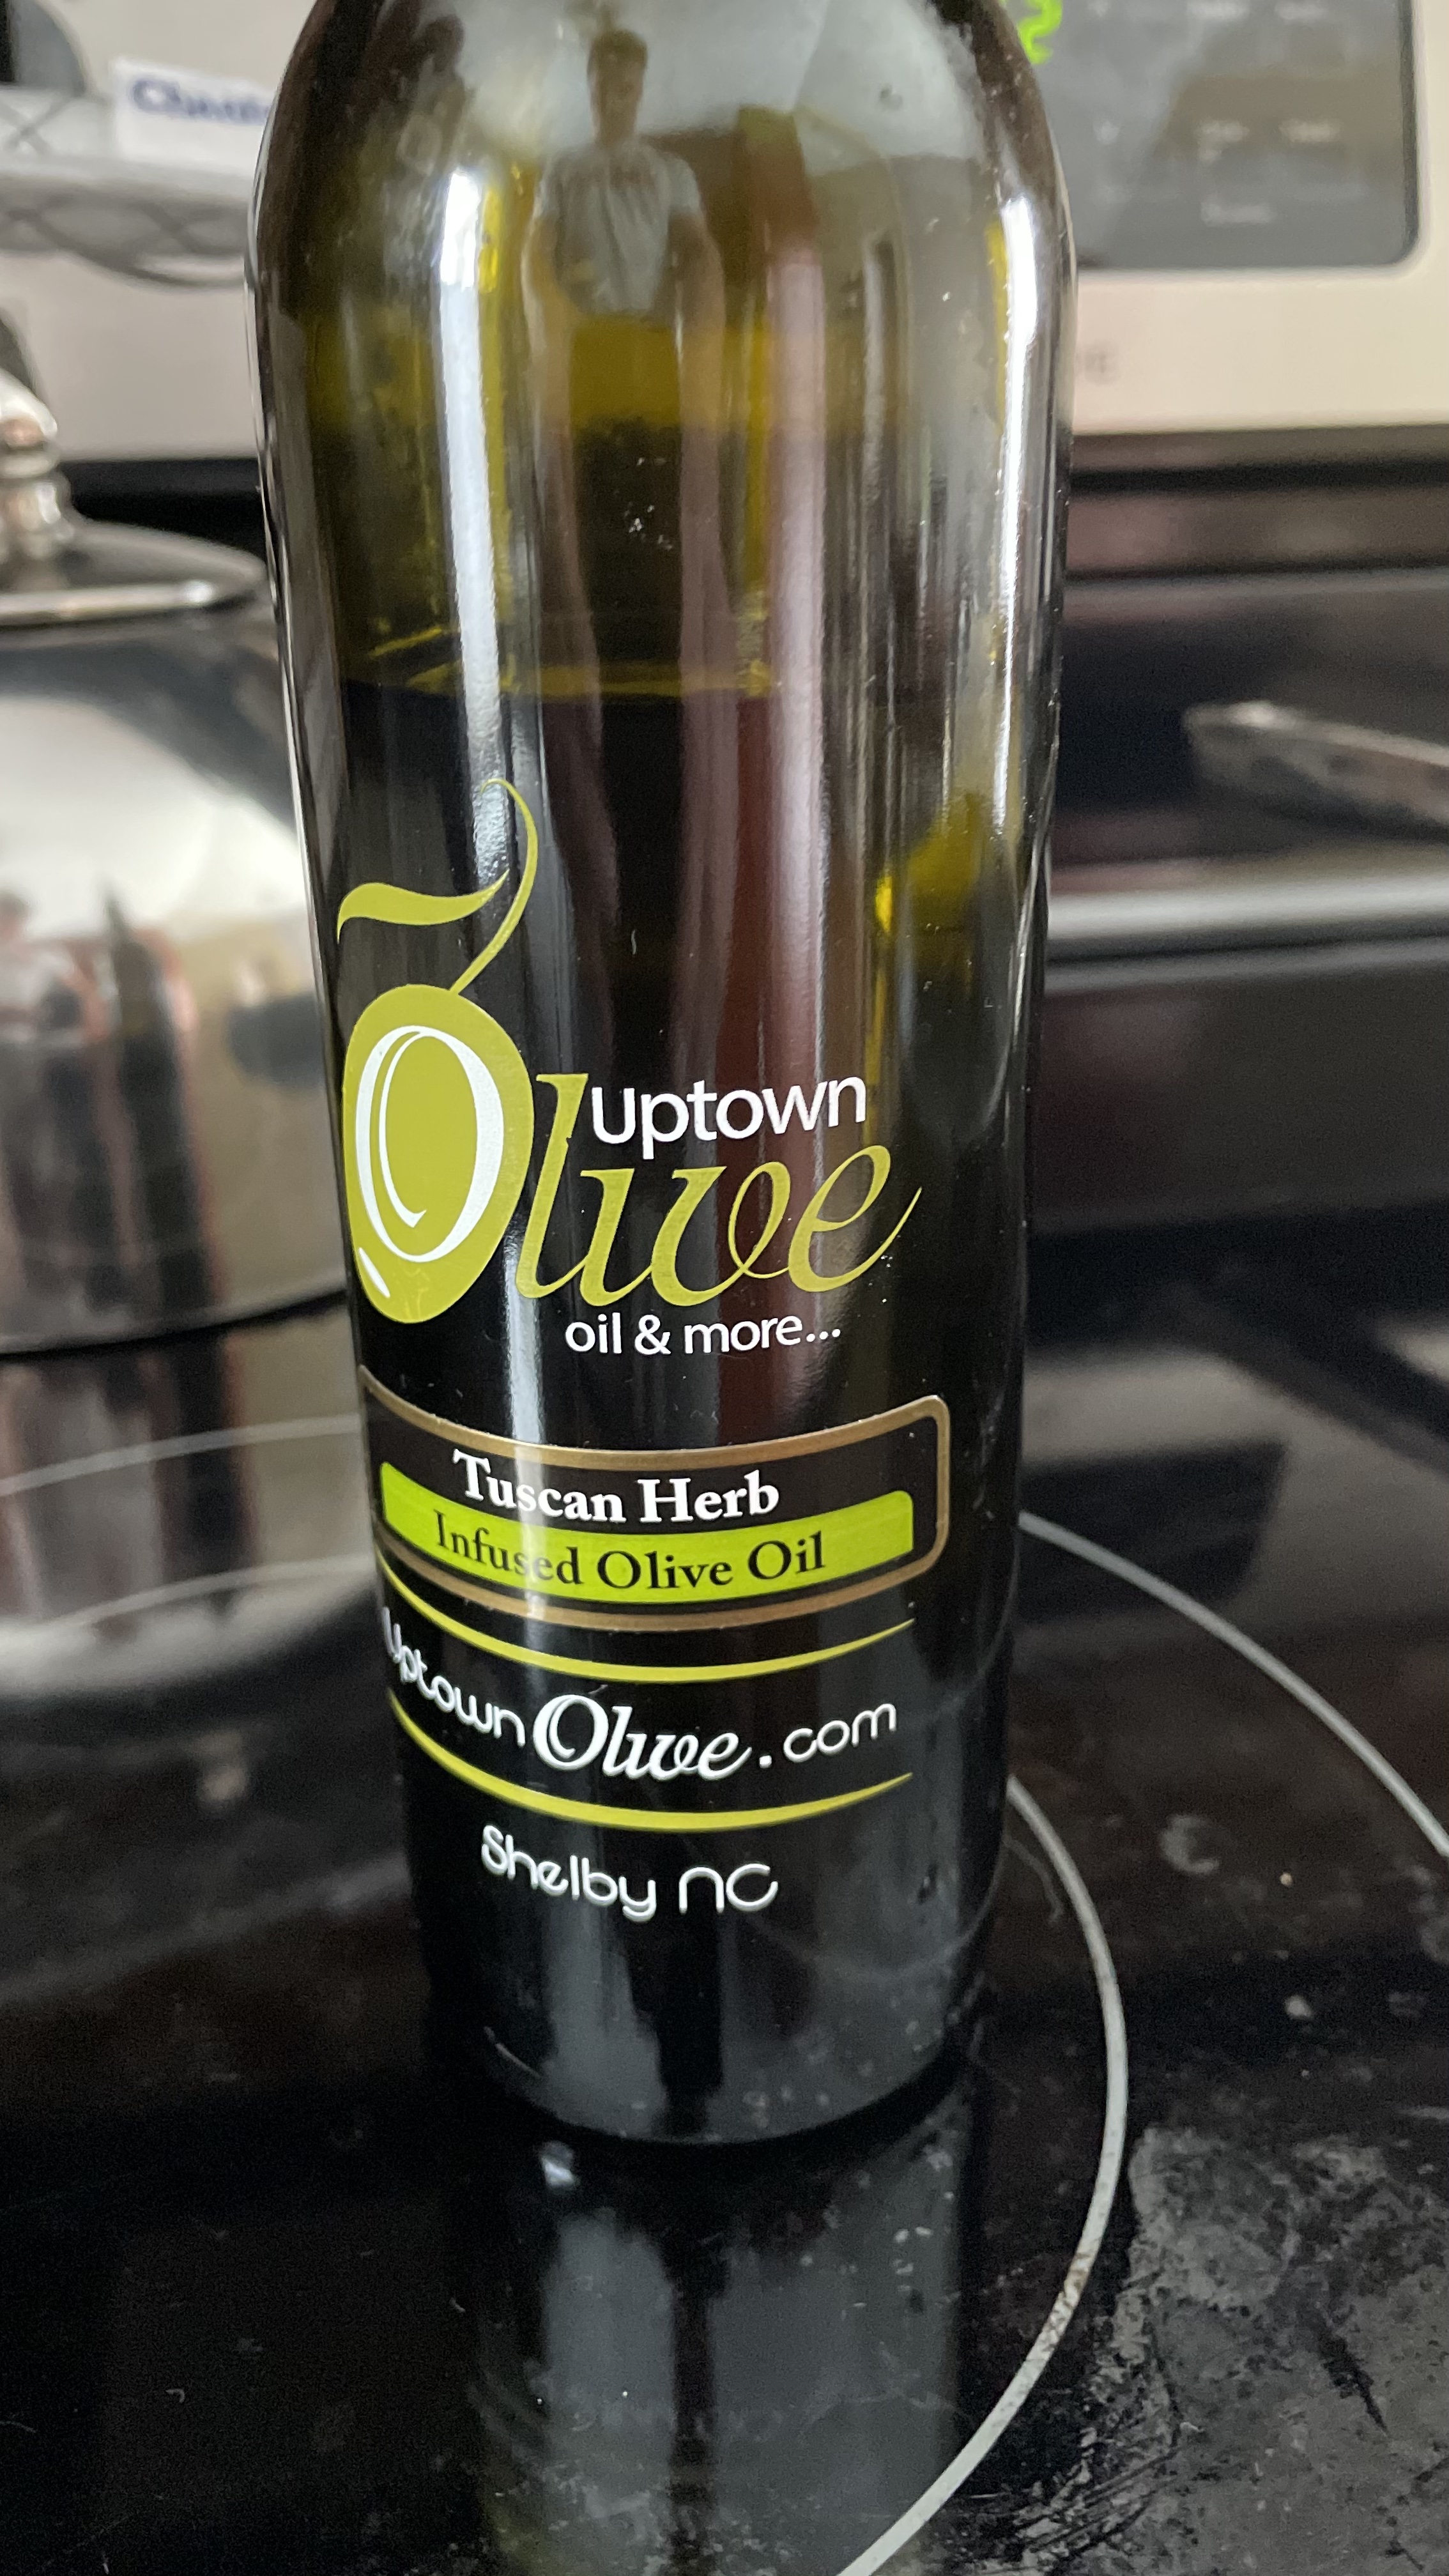 Uptown
Olive
oil & more...
Tuscan Herb
Infused Olive Oil
UptownOlive.com
Shelby NC